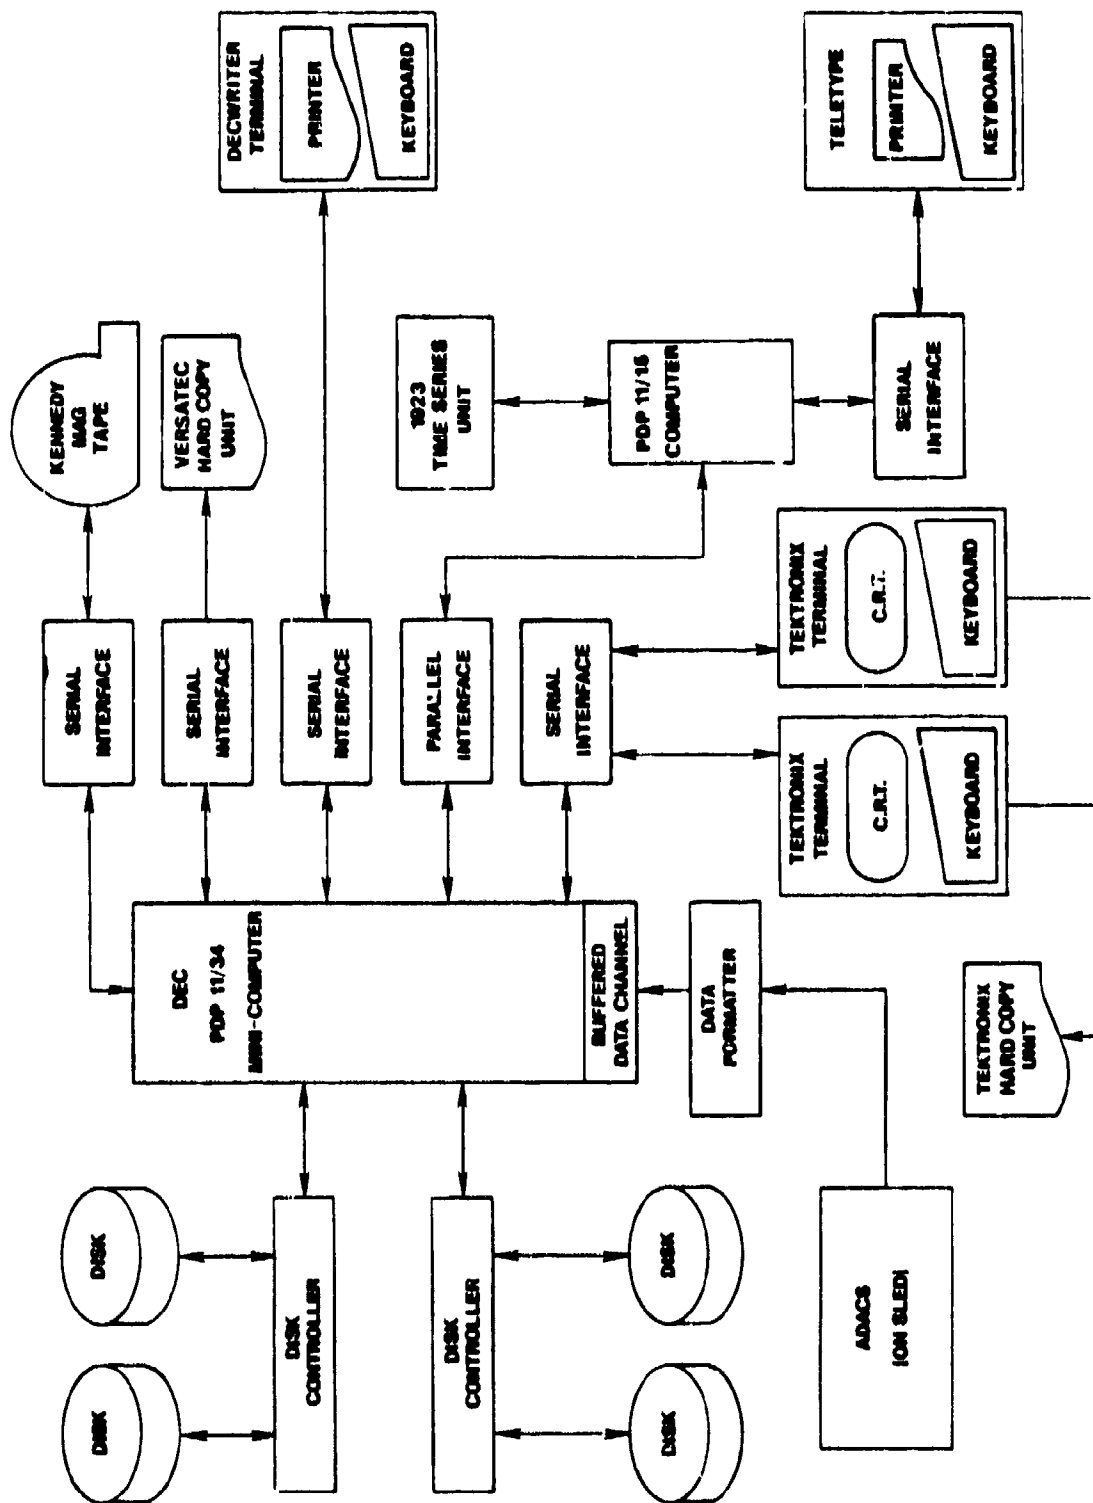 DISK
DISK
DISK
CONTROLLER
DISK
CONTROLLER
DISK
DISK
ADACS
(ON SLED)
DEC
PDP 11/34
MINI-COMPUTER
BUFFERED
DATA CHANNEL
DATA
FORMATTER
TEKTRONIX
HARD COPY
UNIT
SERIAL
INTERFACE
SERIAL
INTERFACE
SERIAL
INTERFACE
PARALLEL
INTERFACE
SERIAL
INTERFACE
TEKTRONIX
TERMINAL
C.R.T.
KEYBOARD
TEKTRONIX
TERMINAL
C.R.T.
KEYBOARD
KENNEDY
MAG
TAPE
VERSATEC
HARD COPY
UNIT
1923
TIME SERIES
UNIT
PDP 11/15
COMPUTER
SERIAL
INTERFACE
DECWRITER
TERMINAL
PRINTER
KEYBOARD
TELETYPE
PRINTER
KEYBOARD